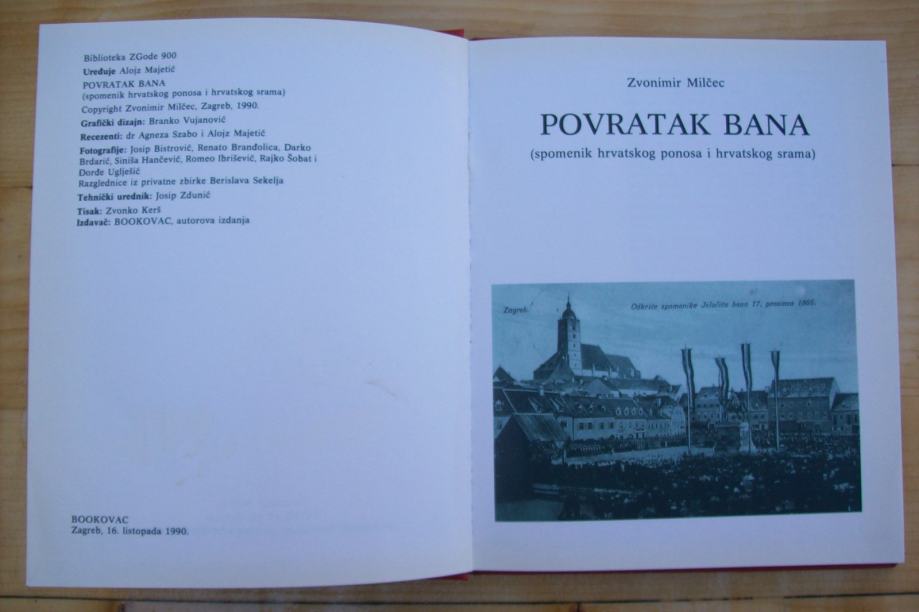 Biblioteka ZGode 900
Uređuje Alojz Majetić
POVRATAK BANA
(spomenik hrvatskog ponosa i hrvatskog srama)
Copyright Zvonimir Milčec, Zagreb, 1990.
Grafički dizajn: Branko Vujanović
Recezenti: dr Agneza Szabo i Alojz Majetić
Fotografije: Josip Bistrović, Renato Branđolica, Darko
Brdarić, Siniša Hančević, Romeo Ibrišević, Rajko Šobat i
Đorđe Uglješić
Razglednice iz privatne zbirke Berislava Sekelja
Tehnički urednik: Josip Zdunić
Tisak: Zvonko Kerš
Izdavač: BOOKOVAC, autorova izdanja
BOOKOVAC
Zagreb, 16. listopada 1990.
Zvonimir Milčec
POVRATAK BANA
(spomenik hrvatskog ponosa i hrvatskog srama)
Zagreb.
Odkriće spomenika Jelačića bana 17. prosinca 1866.